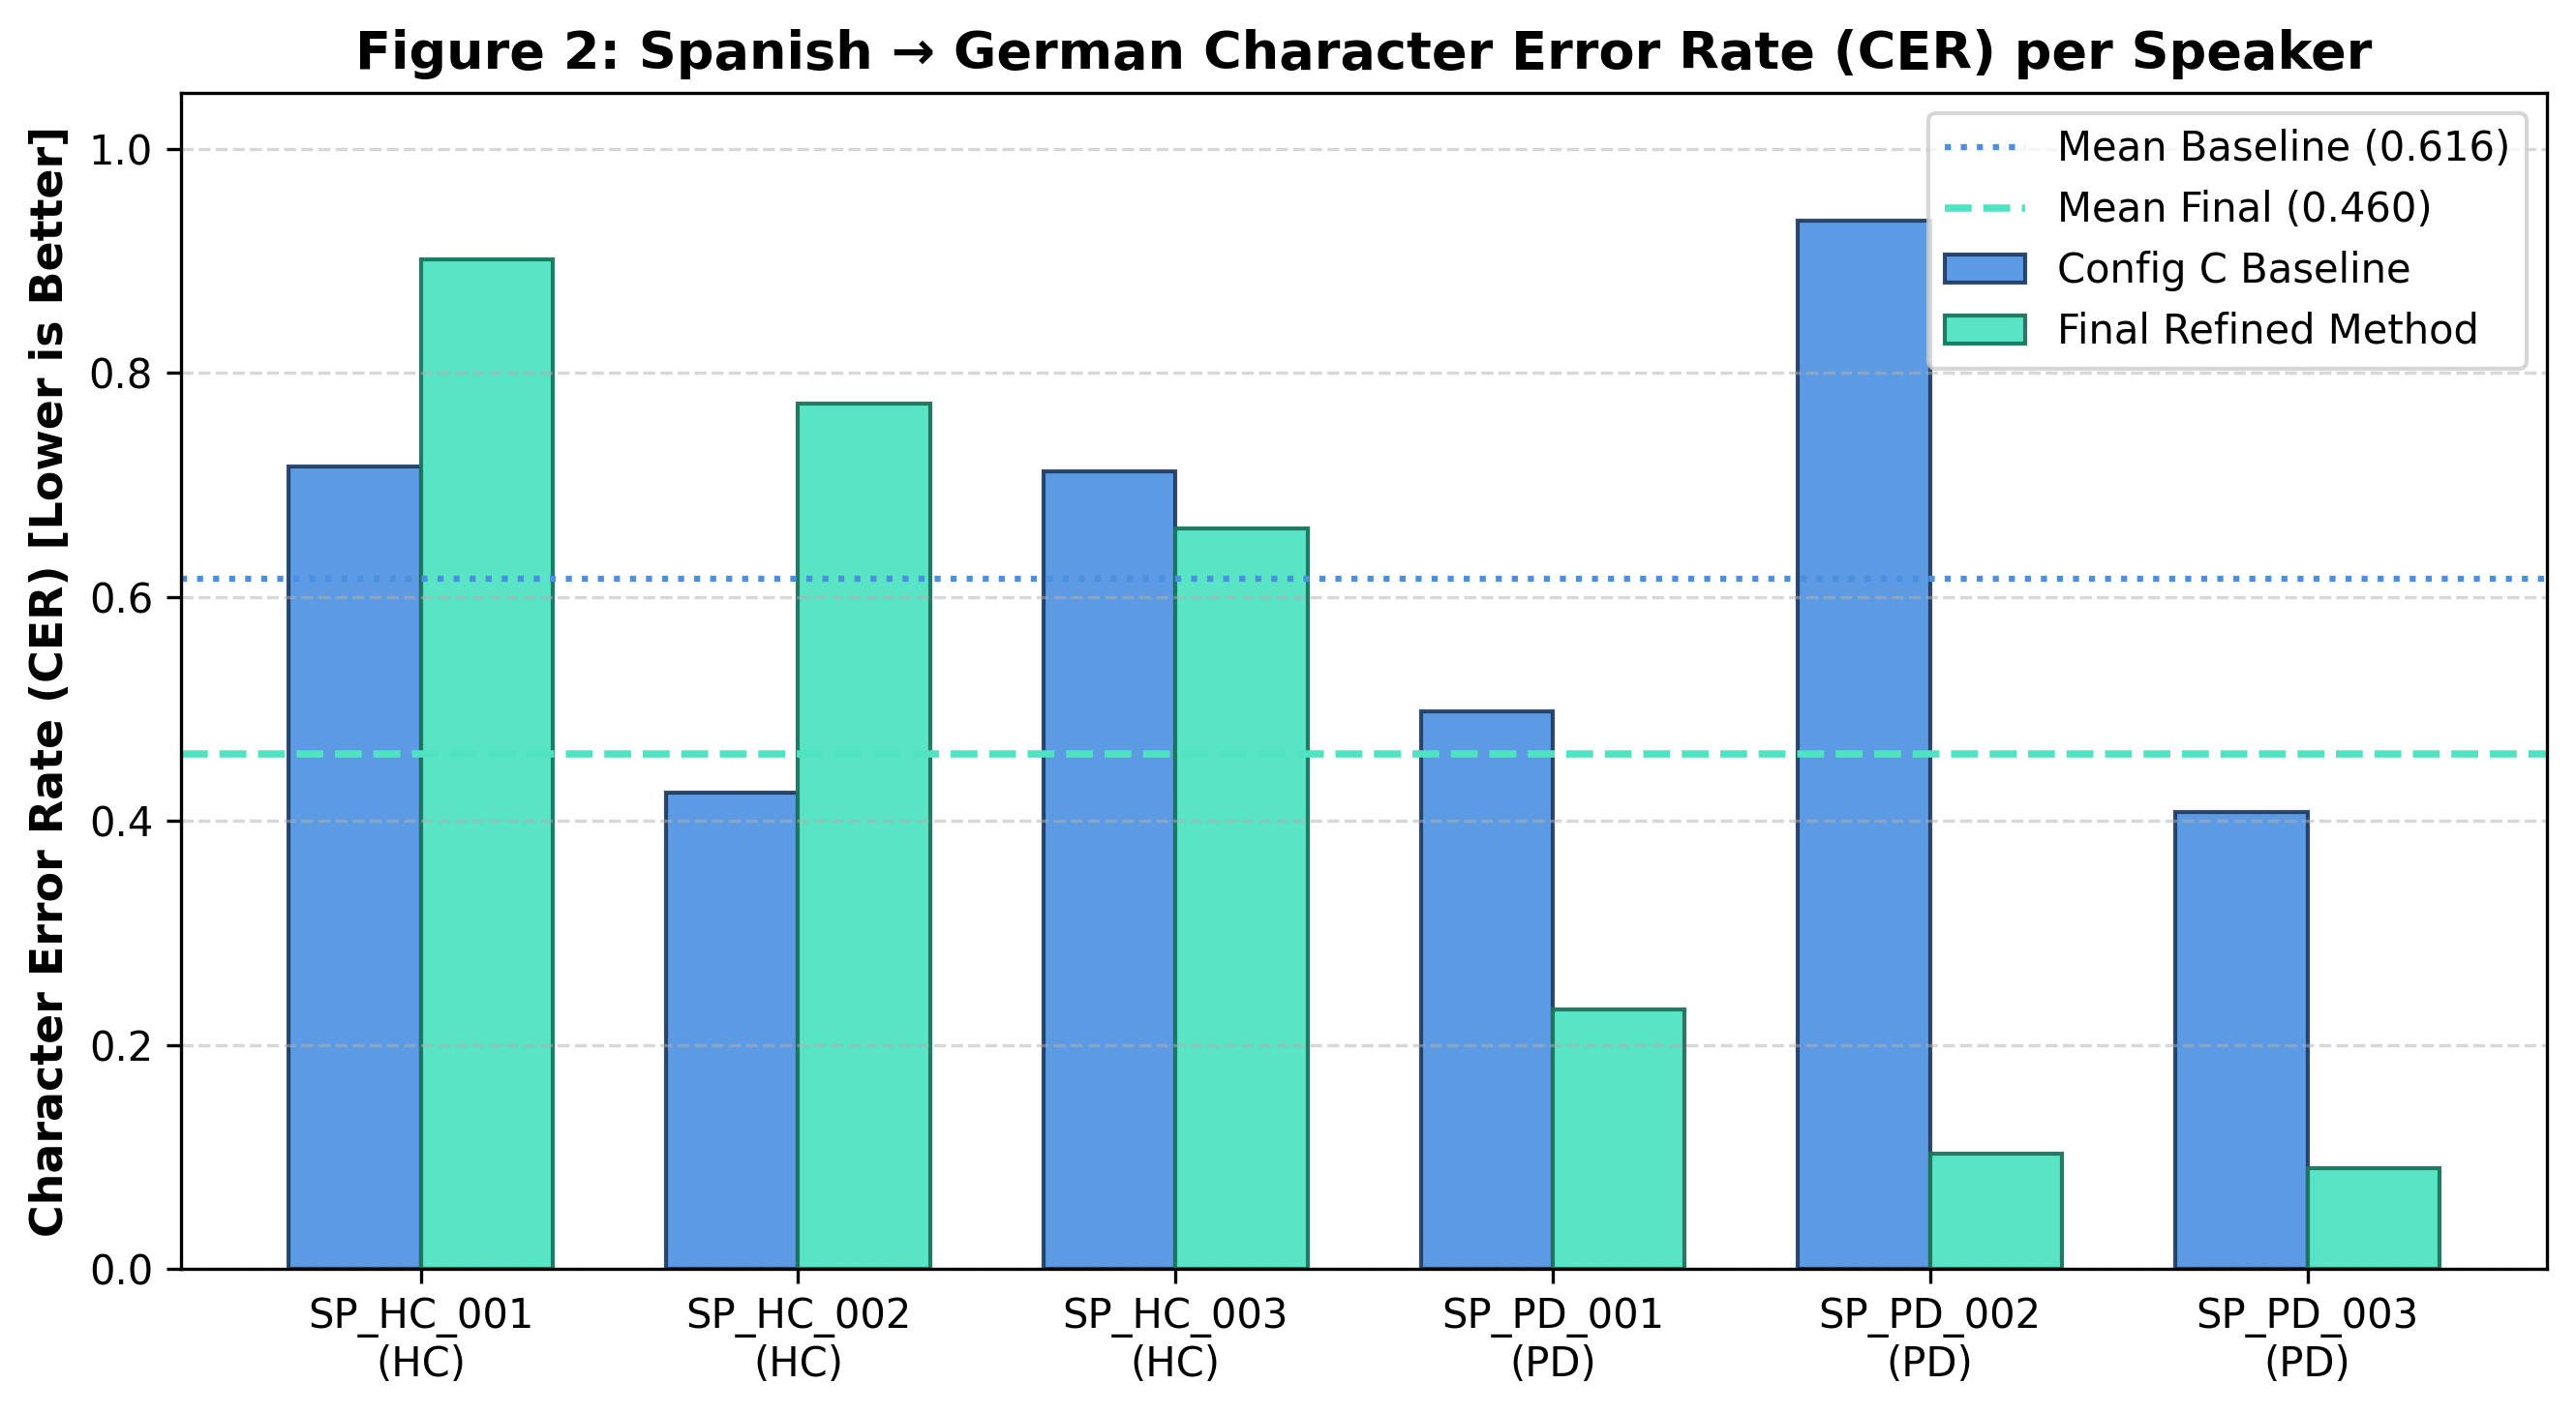 Figure 2: Spanish → German Character Error Rate (CER) per Speaker
Character Error Rate (CER) [Lower is Better]
1.0
0.8
0.6
0.4
0.2
0.0
Mean Baseline (0.616)
Mean Final (0.460)
Config C Baseline
Final Refined Method
SP_HC_001
(HC)
SP_HC_002
(HC)
SP_HC_003
(HC)
SP_PD_001
(PD)
SP_PD_002
(PD)
SP_PD_003
(PD)